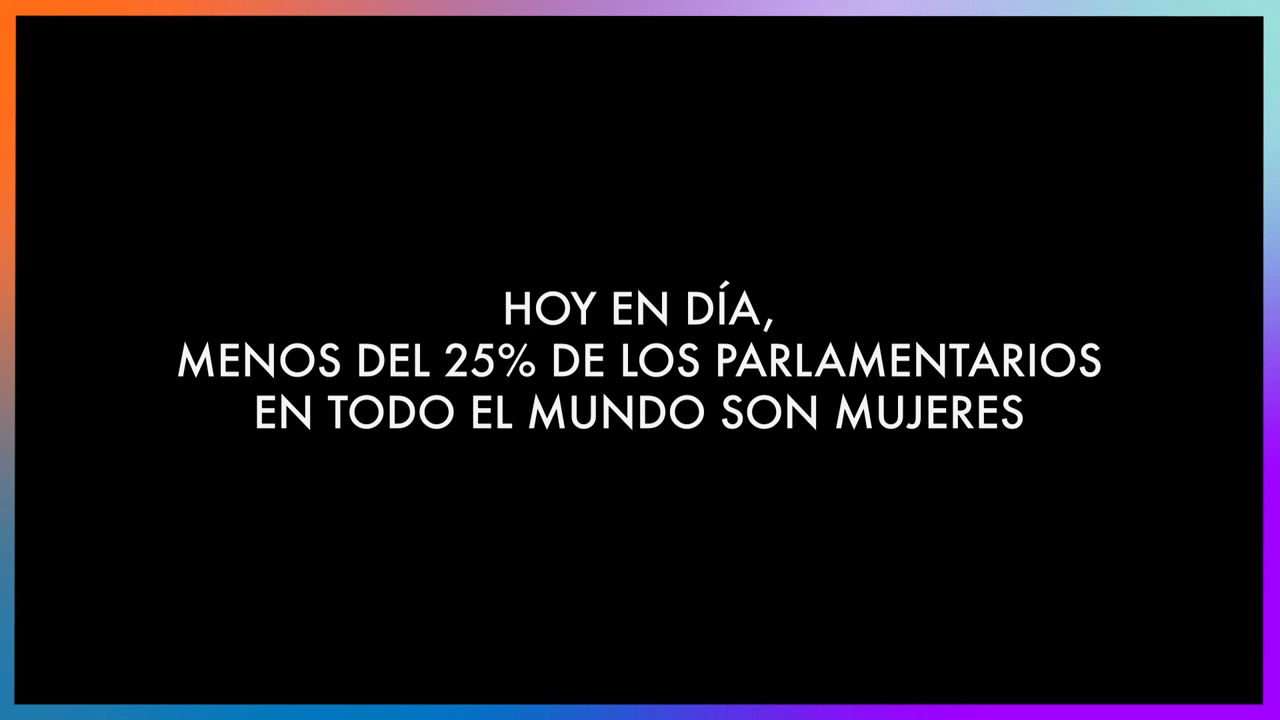 HOY EN DÍA,
MENOS DEL 25% DE LOS PARLAMENTARIOS
EN TODO EL MUNDO SON MUJERES